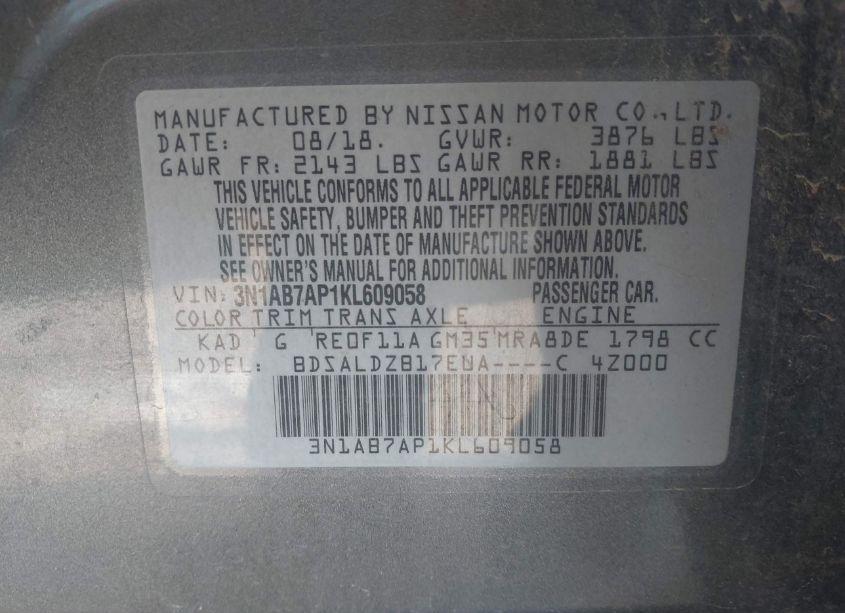 MANUFACTURED BY NISSAN MOTOR CO., LTD.
DATE: 08/18. GVWR: 3876 LBS
GAWR FR: 2143 LBS GAWR RR: 1881 LBS
THIS VEHICLE CONFORMS TO ALL APPLICABLE FEDERAL MOTOR
VEHICLE SAFETY, BUMPER AND THEFT PREVENTION STANDARDS
IN EFFECT ON THE DATE OF MANUFACTURE SHOWN ABOVE.
SEE OWNER'S MANUAL FOR ADDITIONAL INFORMATION.
VIN: 3N1AB7AP1KL609058 PASSENGER CAR.
COLOR TRIM TRANS AXLE ENGINE
KAD G RE0F11A GM35 MRA8DE 1798 CC
MODEL: BDSALDZB17EUA----C 4Z000
3N1AB7AP1KL609058